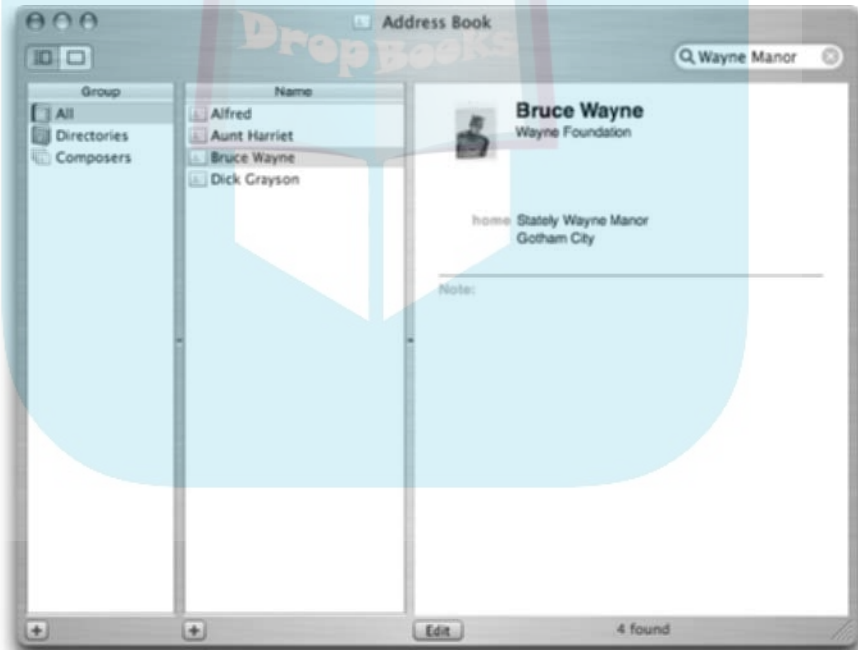 Address Book
DropBooks
Wayne Manor
Group
All
Directories
Composers
Name
Alfred
Aunt Harriet
Bruce Wayne
Dick Grayson
Bruce Wayne
Wayne Foundation
home Stately Wayne Manor
Gotham City
Note:
Edit
4 found